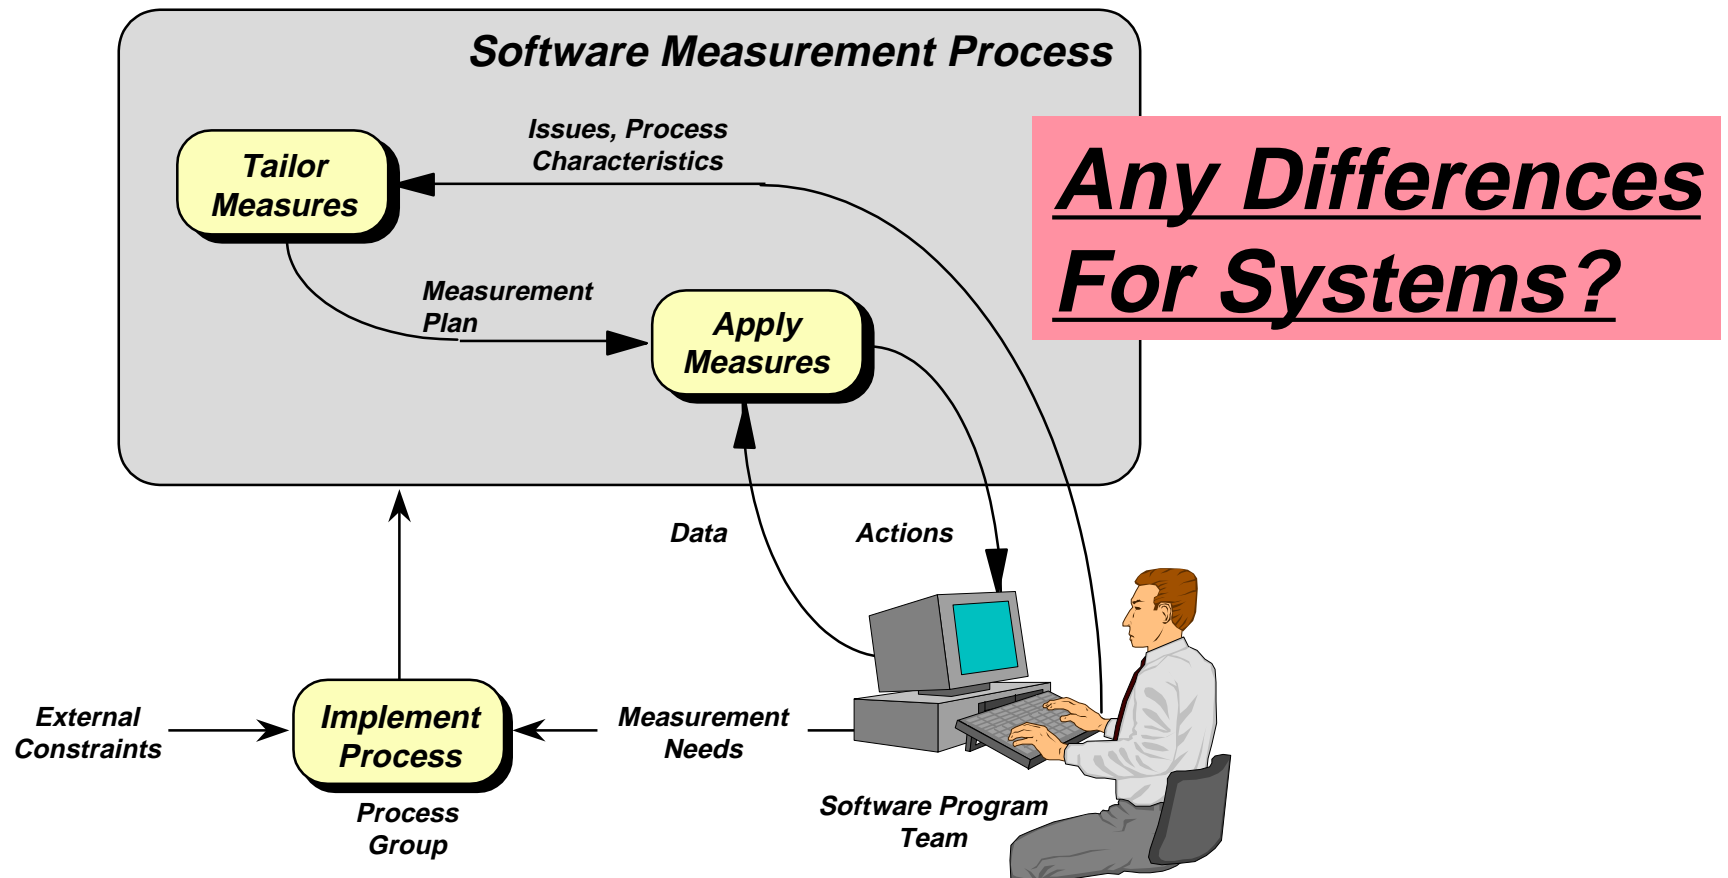 Software Measurement Process
Issues, Process
Characteristics
Tailor
Measures
Any Differences
For Systems?
Measurement
Plan
Apply
Measures
Data
Actions
External
Constraints
Implement
Process
Measurement
Needs
Process
Group
Software Program
Team